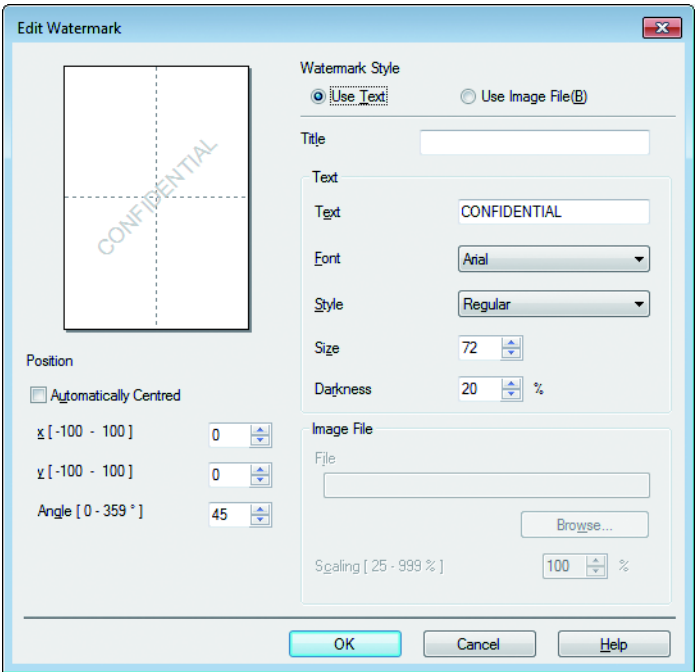 Edit Watermark
CONFIDENTIAL
Position
Automatically Centred
x [ -100 - 100 ] 0
y [ -100 - 100 ] 0
Angle [ 0 - 359 ° ] 45
Watermark Style
Use Text Use Image File(B)
Title
Text
Text CONFIDENTIAL
Font Arial
Style Regular
Size 72
Darkness 20 %
Image File
File
Browse...
Scaling [ 25 - 999 % ] 100 %
OK Cancel Help